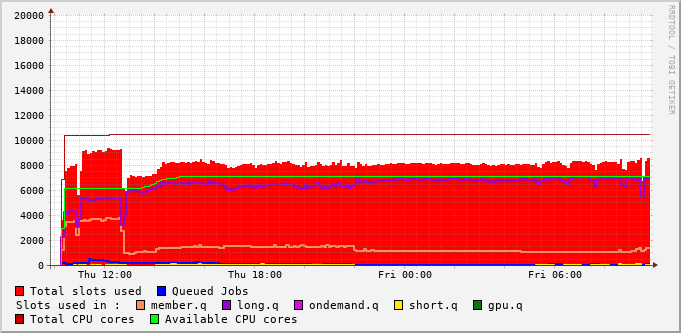 20000
18000
16000
14000
12000
10000
8000
6000
4000
2000
0
Thu 12:00 Thu 18:00 Fri 00:00 Fri 06:00
RRDTOOL / TOBI OETIKER
Total slots used Queued Jobs
Slots used in : member.q long.q ondemand.q short.q gpu.q
Total CPU cores Available CPU cores